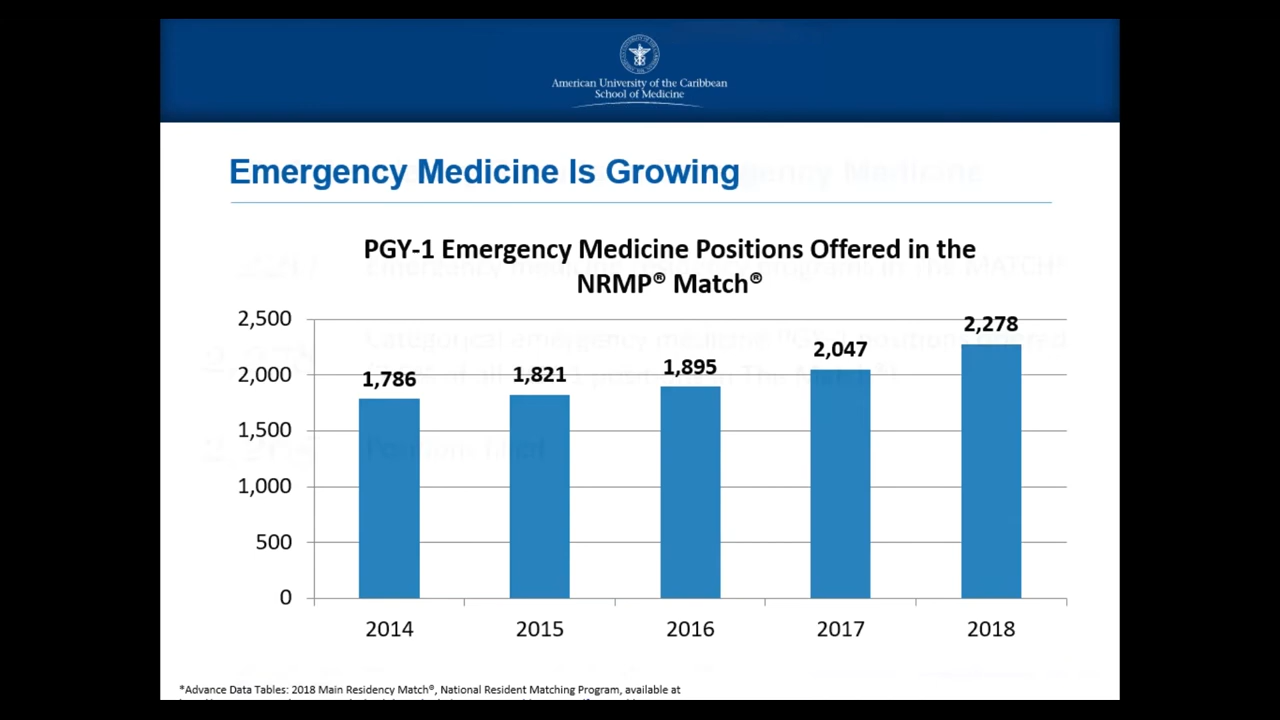 American University of the Caribbean
School of Medicine
Emergency Medicine Is Growing
PGY-1 Emergency Medicine Positions Offered in the
NRMP® Match®
2,500
2,000
1,500
1,000
500
0
1,786
1,821
1,895
2,047
2,278
2014
2015
2016
2017
2018
*Advance Data Tables: 2018 Main Residency Match®, National Resident Matching Program, available at